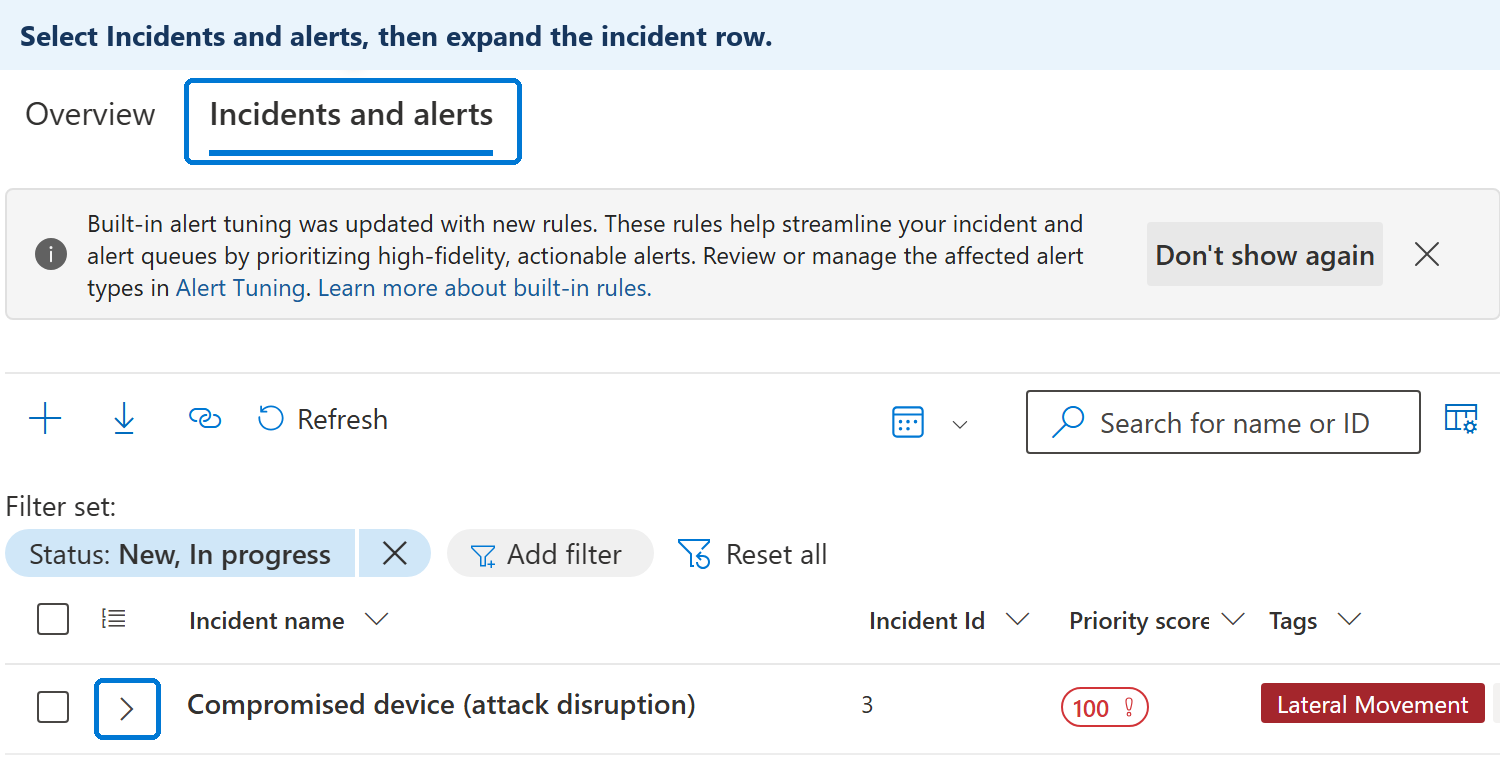 Select Incidents and alerts, then expand the incident row.
Overview
Incidents and alerts
Built-in alert tuning was updated with new rules. These rules help streamline your incident and
alert queues by prioritizing high-fidelity, actionable alerts. Review or manage the affected alert
types in Alert Tuning. Learn more about built-in rules.
Don't show again
Refresh
Search for name or ID
Filter set:
Status: New, In progress
Add filter
Reset all
Incident name
Incident Id
Priority score
Tags
Compromised device (attack disruption)
3
100 !
Lateral Movement